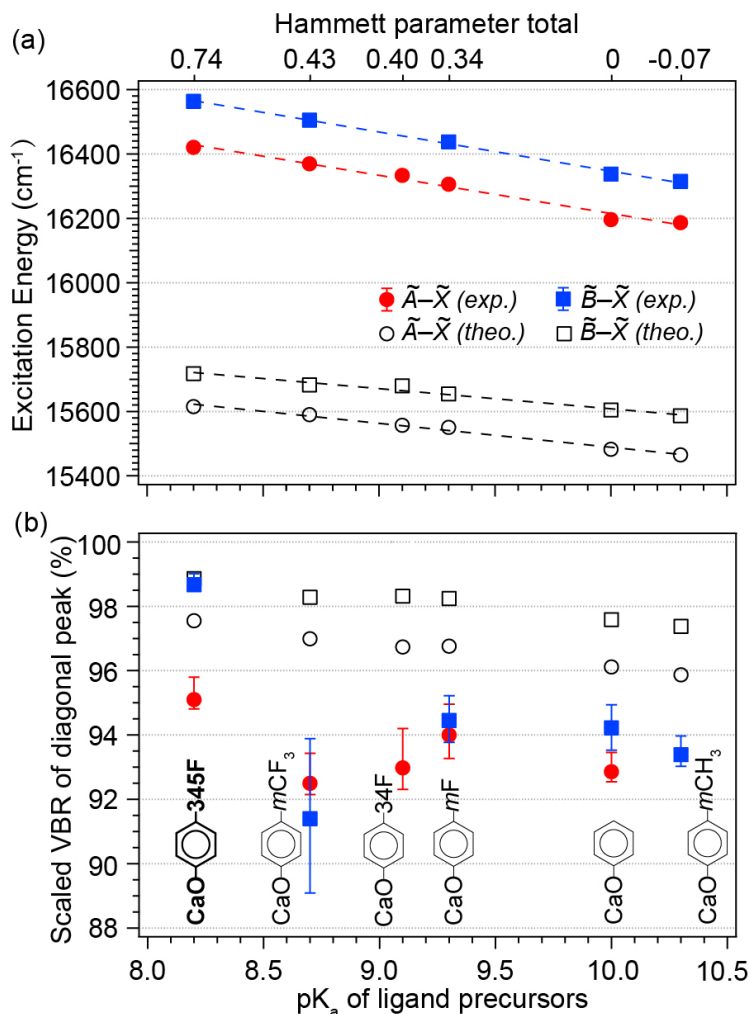 Hammett parameter total
(a)
0.74 0.43 0.40 0.34 0 -0.07
16600
16400
16200
16000
15800
15600
15400
Excitation Energy (cm⁻¹)
Ã–X̃ (exp.) B̃–X̃ (exp.)
Ã–X̃ (theo.) B̃–X̃ (theo.)
(b)
100
98
96
94
92
90
88
Scaled VBR of diagonal peak (%)
345F
CaO
mCF₃
CaO
34F
CaO
mF
CaO
CaO
mCH₃
CaO
8.0 8.5 9.0 9.5 10.0 10.5
pKₐ of ligand precursors